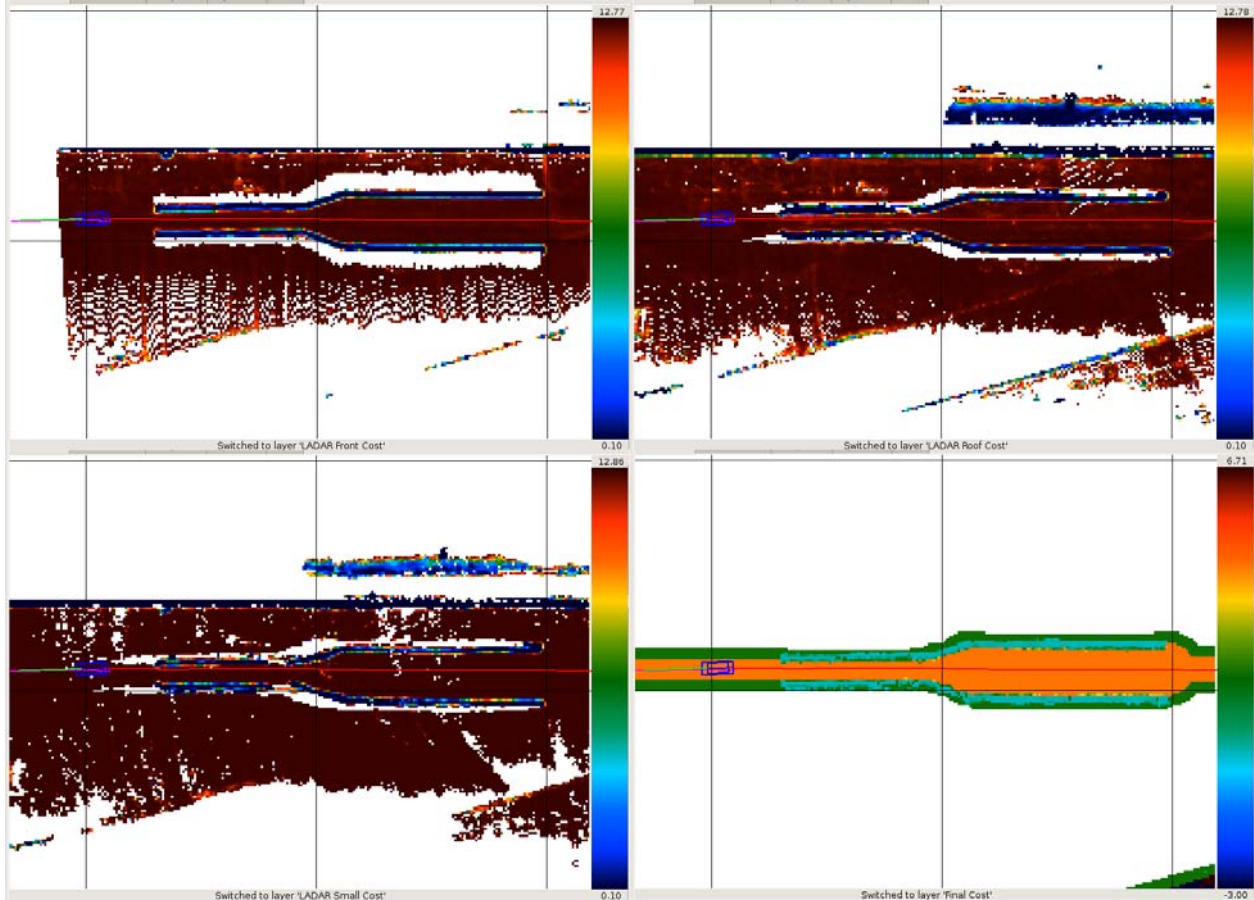 12.77
12.78
Switched to layer 'LADAR Front Cost'
0.10
Switched to layer 'LADAR Roof Cost'
0.10
12.86
6.71
Switched to layer 'LADAR Small Cost'
0.10
Switched to layer 'Final Cost'
-3.00